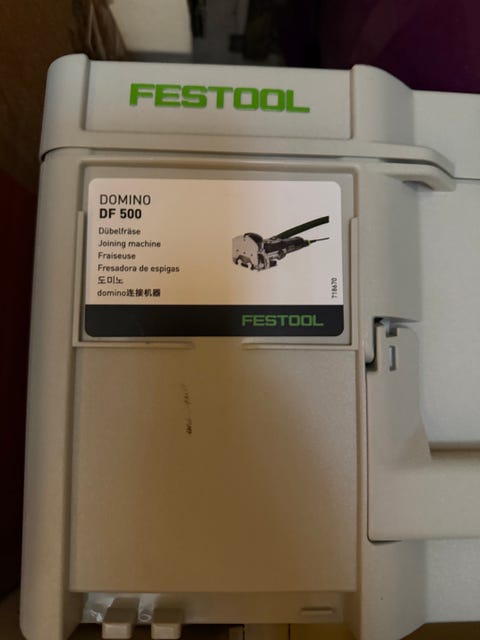 FESTOOL
DOMINO
DF 500
Dübelfräse
Joining machine
Fraiseuse
Fresadora de espigas
도미노
domino连接机器
718670
FESTOOL